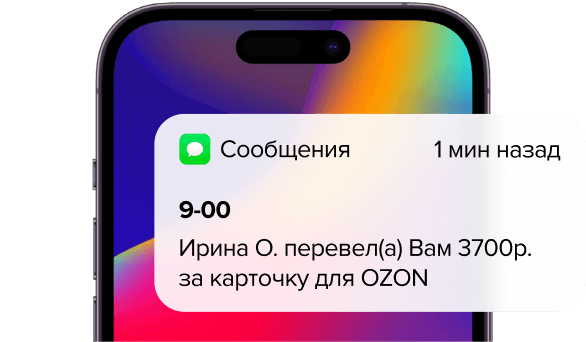 Сообщения 1 мин назад
9-00
Ирина О. перевел(а) Вам 3700р.
за карточку для OZON